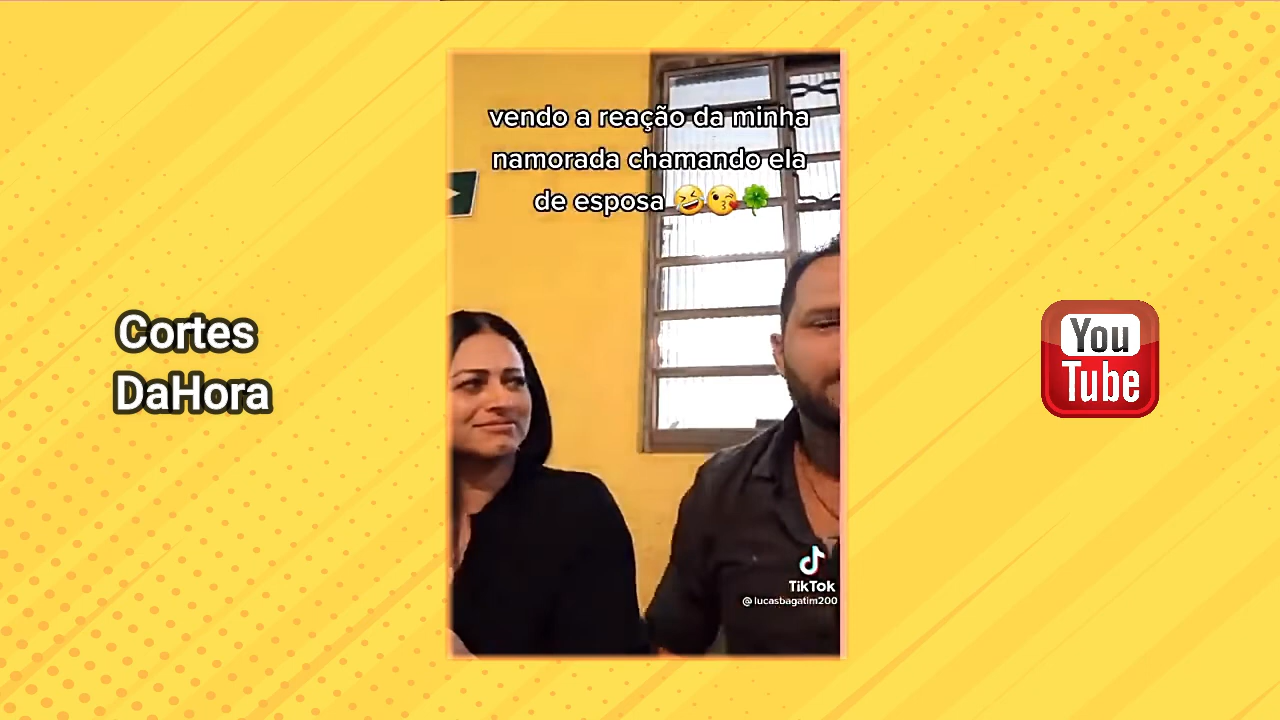 vendo a reação da minha
namorada chamando ela
de esposa 🤣😘🍀
Cortes
DaHora
You
Tube
TikTok
@lucasbagatim200